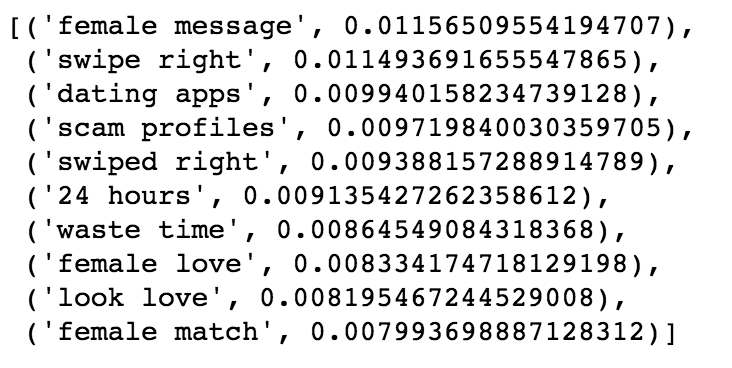 [('female message', 0.01156509554194707),
('swipe right', 0.011493691655547865),
('dating apps', 0.009940158234739128),
('scam profiles', 0.009719840030359705),
('swiped right', 0.009388157288914789),
('24 hours', 0.009135427262358612),
('waste time', 0.00864549084318368),
('female love', 0.008334174718129198),
('look love', 0.008195467244529008),
('female match', 0.007993698887128312)]